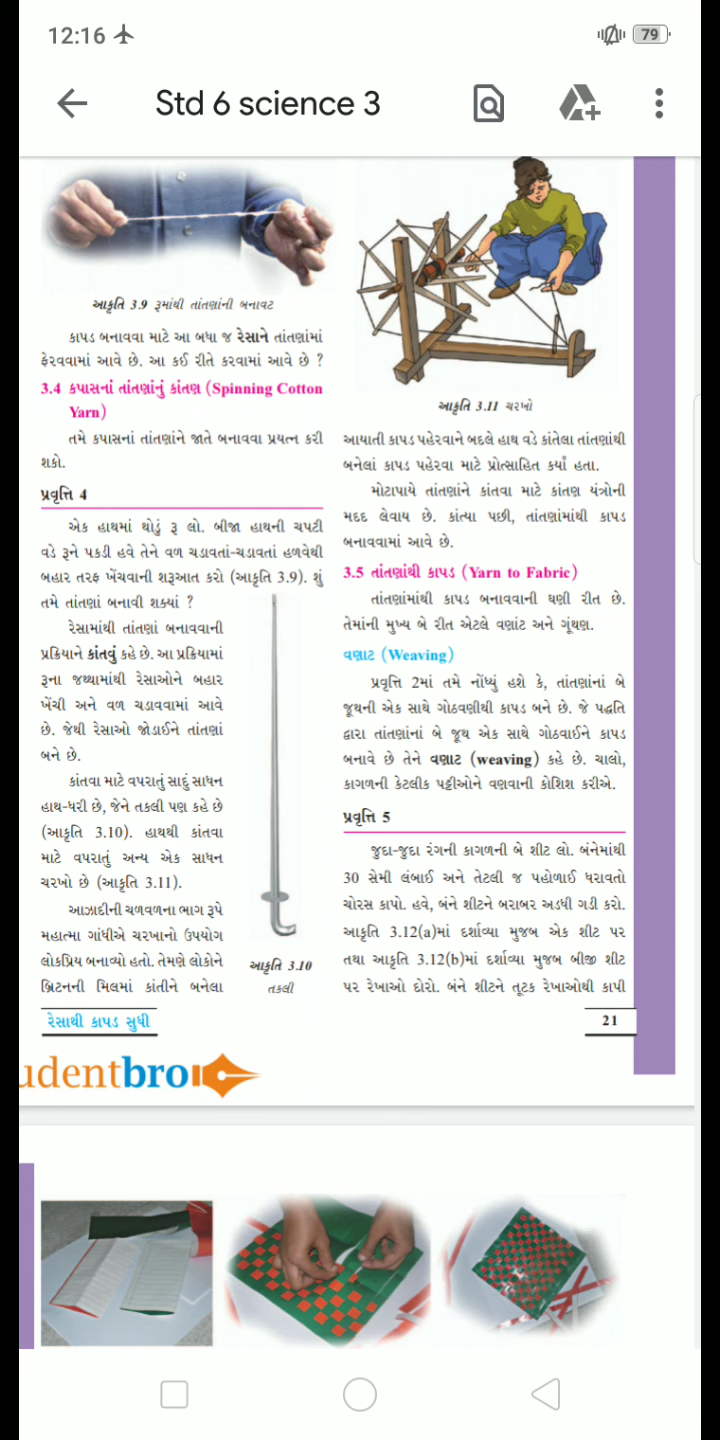 12:16
79
Std 6 science 3
આકૃતિ 3.9 રૂમાંથી તાંતણાંની બનાવટ
કાપડ બનાવવા માટે આ બધા જ રેસાને તાંતણાંમાં
ફેરવવામાં આવે છે. આ કઈ રીતે કરવામાં આવે છે ?
3.4 કપાસનાં તાંતણાંનું કાંતણ (Spinning Cotton
Yarn)
તમે કપાસનાં તાંતણાંને જાતે બનાવવા પ્રયત્ન કરી
શકો.
પ્રવૃત્તિ 4
એક હાથમાં થોડું રૂ લો. બીજા હાથની ચપટી
વડે રૂને પકડી હવે તેને વળ ચડાવતાં-ચડાવતાં હળવેથી
બહાર તરફ ખેંચવાની શરૂઆત કરો (આકૃતિ 3.9). શું
તમે તાંતણાં બનાવી શક્યાં ?
રેસામાંથી તાંતણાં બનાવવાની
પ્રક્રિયાને કાંતવું કહે છે. આ પ્રક્રિયામાં
રૂના જથ્થામાંથી રેસાઓને બહાર
ખેંચી અને વળ ચડાવવામાં આવે
છે. જેથી રેસાઓ જોડાઈને તાંતણાં
બને છે.
કાંતવા માટે વપરાતું સાદું સાધન
હાથ-ધરી છે, જેને તકલી પણ કહે છે
(આકૃતિ 3.10). હાથથી કાંતવા
માટે વપરાતું અન્ય એક સાધન
ચરખો છે (આકૃતિ 3.11).
આઝાદીની ચળવળના ભાગ રૂપે
મહાત્મા ગાંધીએ ચરખાનો ઉપયોગ
લોકપ્રિય બનાવ્યો હતો. તેમણે લોકોને
બ્રિટનની મિલમાં કાંતીને બનેલા
આકૃતિ 3.10
તકલી
આકૃતિ 3.11 ચરખો
આયાતી કાપડ પહેરવાને બદલે હાથ વડે કાંતેલા તાંતણાંથી
બનેલાં કાપડ પહેરવા માટે પ્રોત્સાહિત કર્યાં હતા.
મોટાપાયે તાંતણાંને કાંતવા માટે કાંતણ યંત્રોની
મદદ લેવાય છે. કાંત્યા પછી, તાંતણાંમાંથી કાપડ
બનાવવામાં આવે છે.
3.5 તાંતણાંથી કાપડ (Yarn to Fabric)
તાંતણાંમાંથી કાપડ બનાવવાની ઘણી રીત છે.
તેમાંની મુખ્ય બે રીત એટલે વણાંટ અને ગૂંથણ.
વણાટ (Weaving)
પ્રવૃત્તિ 2માં તમે નોંધ્યું હશે કે, તાંતણાંનાં બે
જૂથની એક સાથે ગોઠવણીથી કાપડ બને છે. જે પદ્ધતિ
દ્વારા તાંતણાંનાં બે જૂથ એક સાથે ગોઠવાઈને કાપડ
બનાવે છે તેને વણાટ (weaving) કહે છે. ચાલો,
કાગળની કેટલીક પટ્ટીઓને વણવાની કોશિશ કરીએ.
પ્રવૃત્તિ 5
જુદા-જુદા રંગની કાગળની બે શીટ લો. બંનેમાંથી
30 સેમી લંબાઈ અને તેટલી જ પહોળાઈ ધરાવતો
ચોરસ કાપો. હવે, બંને શીટને બરાબર અડધી ગડી કરો.
આકૃતિ 3.12(a)માં દર્શાવ્યા મુજબ એક શીટ પર
તથા આકૃતિ 3.12(b)માં દર્શાવ્યા મુજબ બીજી શીટ
પર રેખાઓ દોરો. બંને શીટને તૂટક રેખાઓથી કાપી
રેસાથી કાપડ સુધી
21
udentbro